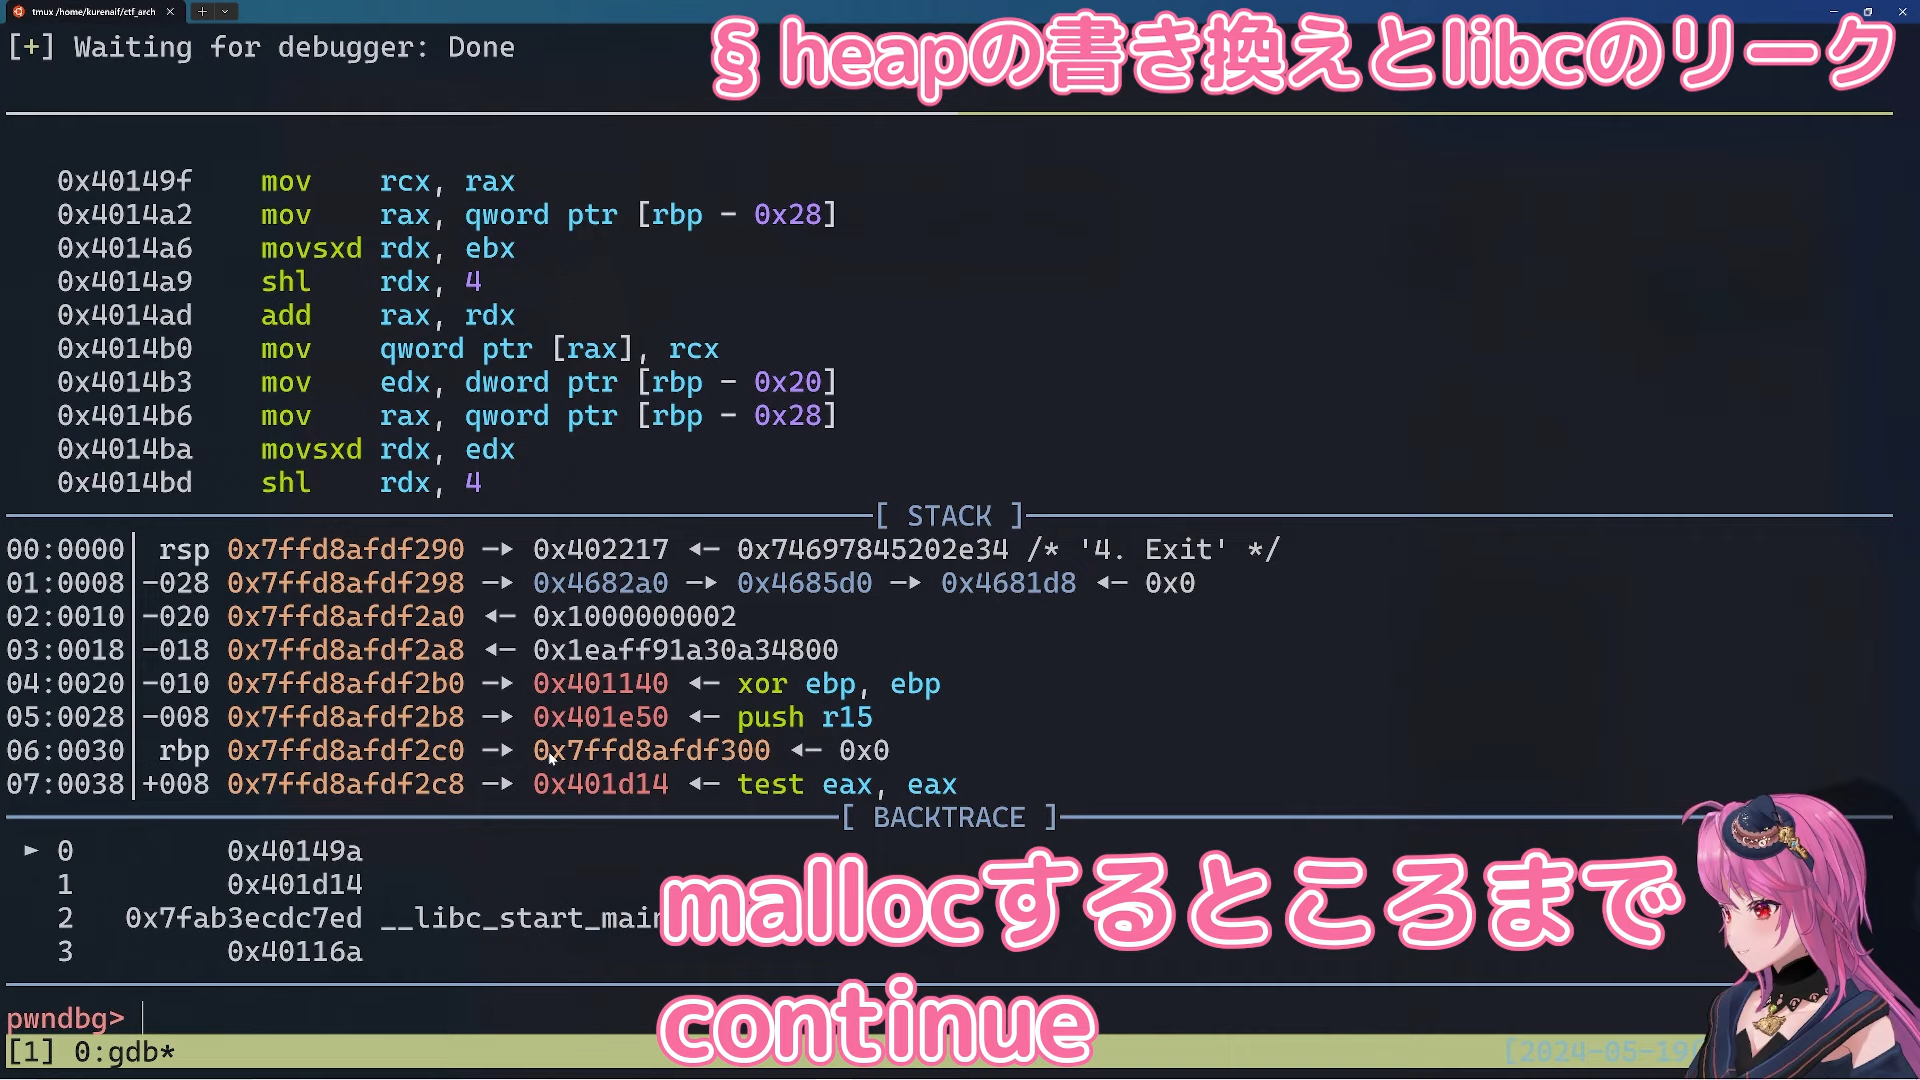 tmux /home/kurenaif/ctf_arch
[+] Waiting for debugger: Done
§ heapの書き換えとlibcのリーク
0x40149f mov rcx, rax
0x4014a2 mov rax, qword ptr [rbp - 0x28]
0x4014a6 movsxd rdx, ebx
0x4014a9 shl rdx, 4
0x4014ad add rax, rdx
0x4014b0 mov qword ptr [rax], rcx
0x4014b3 mov edx, dword ptr [rbp - 0x20]
0x4014b6 mov rax, qword ptr [rbp - 0x28]
0x4014ba movsxd rdx, edx
0x4014bd shl rdx, 4
[ STACK ]
00:0000│ rsp 0x7ffd8afdf290 —▸ 0x402217 ◂— 0x74697845202e34 /* '4. Exit' */
01:0008│-028 0x7ffd8afdf298 —▸ 0x4682a0 —▸ 0x4685d0 —▸ 0x4681d8 ◂— 0x0
02:0010│-020 0x7ffd8afdf2a0 ◂— 0x1000000002
03:0018│-018 0x7ffd8afdf2a8 ◂— 0x1eaff91a30a34800
04:0020│-010 0x7ffd8afdf2b0 —▸ 0x401140 ◂— xor ebp, ebp
05:0028│-008 0x7ffd8afdf2b8 —▸ 0x401e50 ◂— push r15
06:0030│ rbp 0x7ffd8afdf2c0 —▸ 0x7ffd8afdf300 ◂— 0x0
07:0038│+008 0x7ffd8afdf2c8 —▸ 0x401d14 ◂— test eax, eax
[ BACKTRACE ]
► 0 0x40149a
1 0x401d14
2 0x7fab3ecdc7ed __libc_start_main
3 0x40116a
mallocするところまで
continue
pwndbg>
[1] 0:gdb*
[2024-05-19